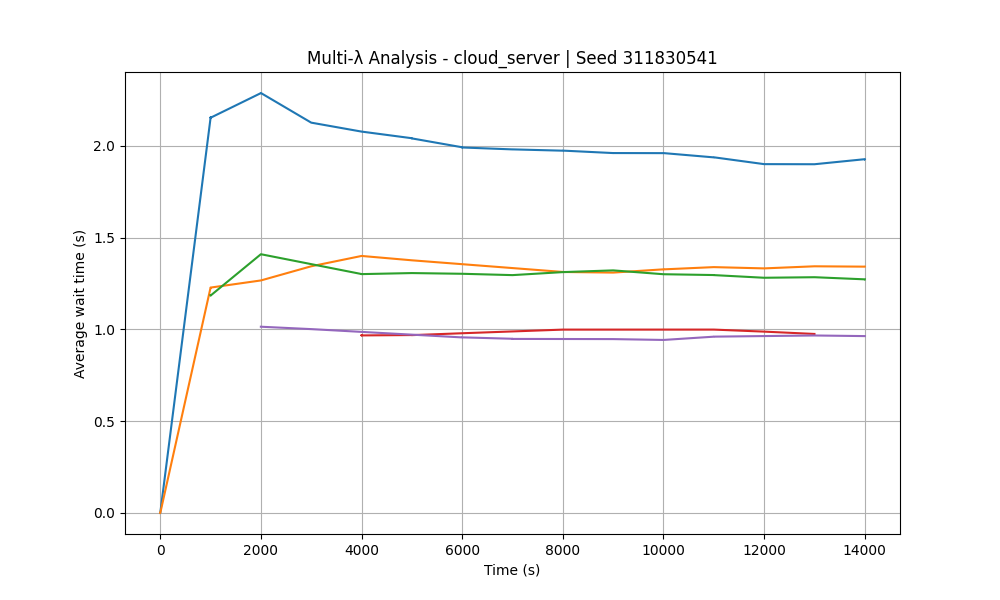 Multi-λ Analysis - cloud_server | Seed 311830541
Average wait time (s)
2.0
1.5
1.0
0.5
0.0
0 2000 4000 6000 8000 10000 12000 14000
Time (s)